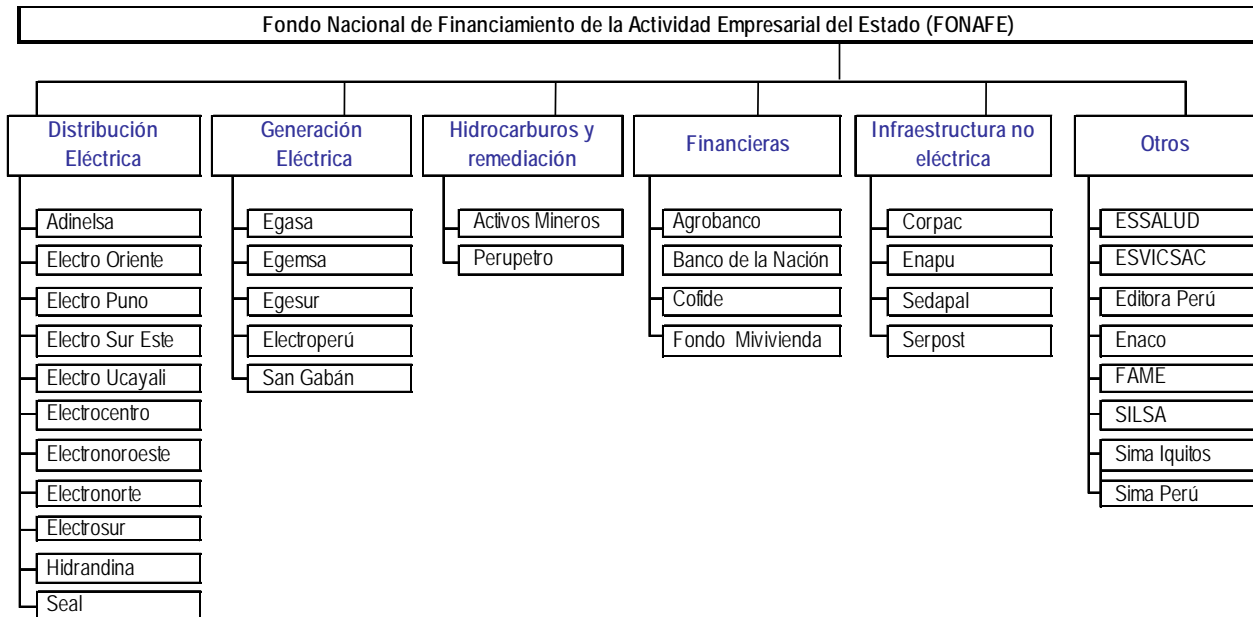 Fondo Nacional de Financiamiento de la Actividad Empresarial del Estado (FONAFE)
Distribución
Eléctrica
Adinelsa
Electro Oriente
Electro Puno
Electro Sur Este
Electro Ucayali
Electrocentro
Electronoroeste
Electronorte
Electrosur
Hidrandina
Seal
Generación
Eléctrica
Egasa
Egemsa
Egesur
Electroperú
San Gabán
Hidrocarburos y
remediación
Activos Mineros
Perupetro
Financieras
Agrobanco
Banco de la Nación
Cofide
Fondo Mivivienda
Infraestructura no
eléctrica
Corpac
Enapu
Sedapal
Serpost
Otros
ESSALUD
ESVICSAC
Editora Perú
Enaco
FAME
SILSA
Sima Iquitos
Sima Perú